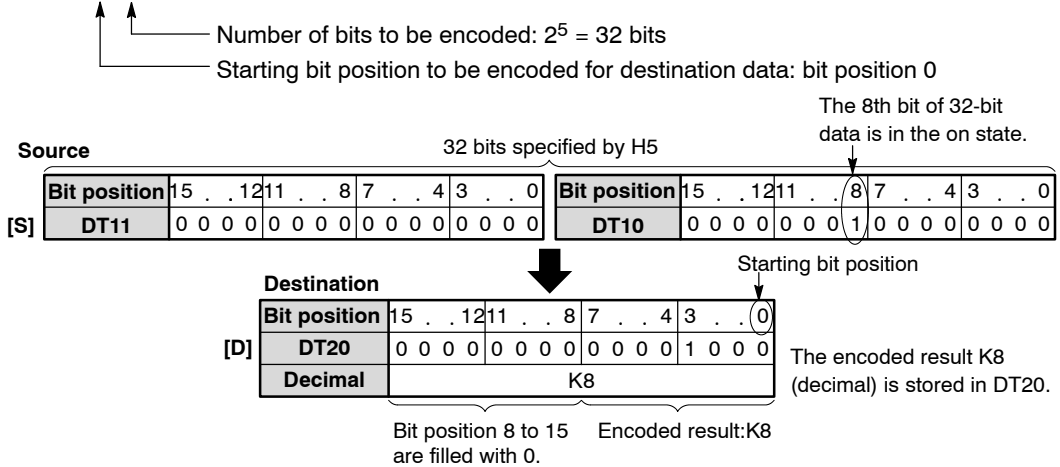 Number of bits to be encoded: 2⁵ = 32 bits
Starting bit position to be encoded for destination data: bit position 0
The 8th bit of 32-bit
data is in the on state.
Source
32 bits specified by H5
Bit position 15 . . 12 11 . . 8 7 . . 4 3 . . 0 Bit position 15 . . 12 11 . . 8 7 . . 4 3 . . 0
[S] DT11 0 0 0 0 0 0 0 0 0 0 0 0 0 0 0 0 DT10 0 0 0 0 0 0 0 1 0 0 0 0 0 0 0 0
Starting bit position
Destination
Bit position 15 . . 12 11 . . 8 7 . . 4 3 . . 0
[D] DT20 0 0 0 0 0 0 0 0 0 0 0 0 1 0 0 0
Decimal K8
The encoded result K8
(decimal) is stored in DT20.
Bit position 8 to 15
are filled with 0.
Encoded result:K8